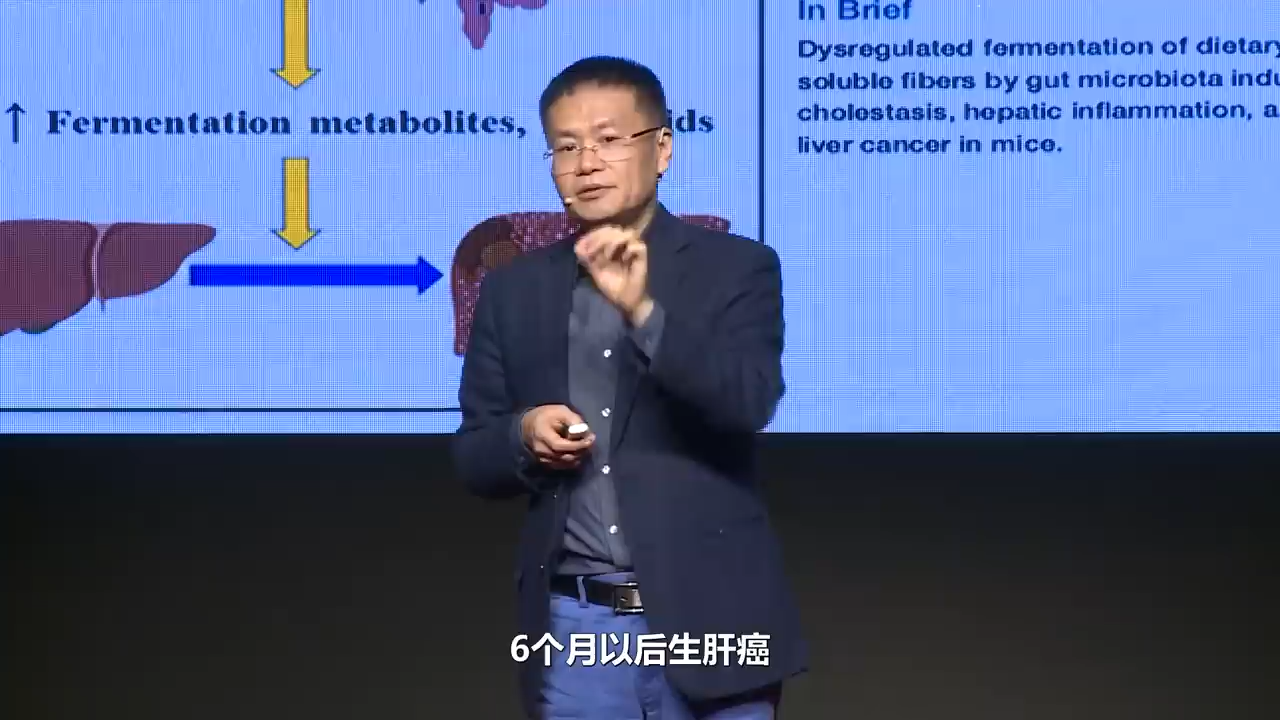 In Brief
Dysregulated fermentation of dietary
soluble fibers by gut microbiota
cholestasis, hepatic inflammation,
liver cancer in mice.
↑ Fermentation metabolites,
6个月以后生肝癌